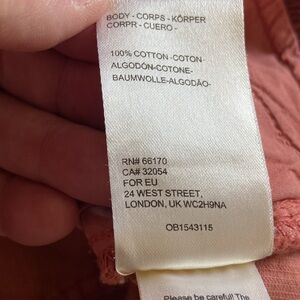 BODY - CORPS - KÖRPER
CORPR - CUERO -
100% COTTON -COTON-
ALGODÓN-COTONE-
BAUMWOLLE-ALGODÃO-
RN# 66170
CA# 32054
FOR EU
24 WEST STREET,
LONDON, UK WC2H9NA
OB1543115
Please be careful! The